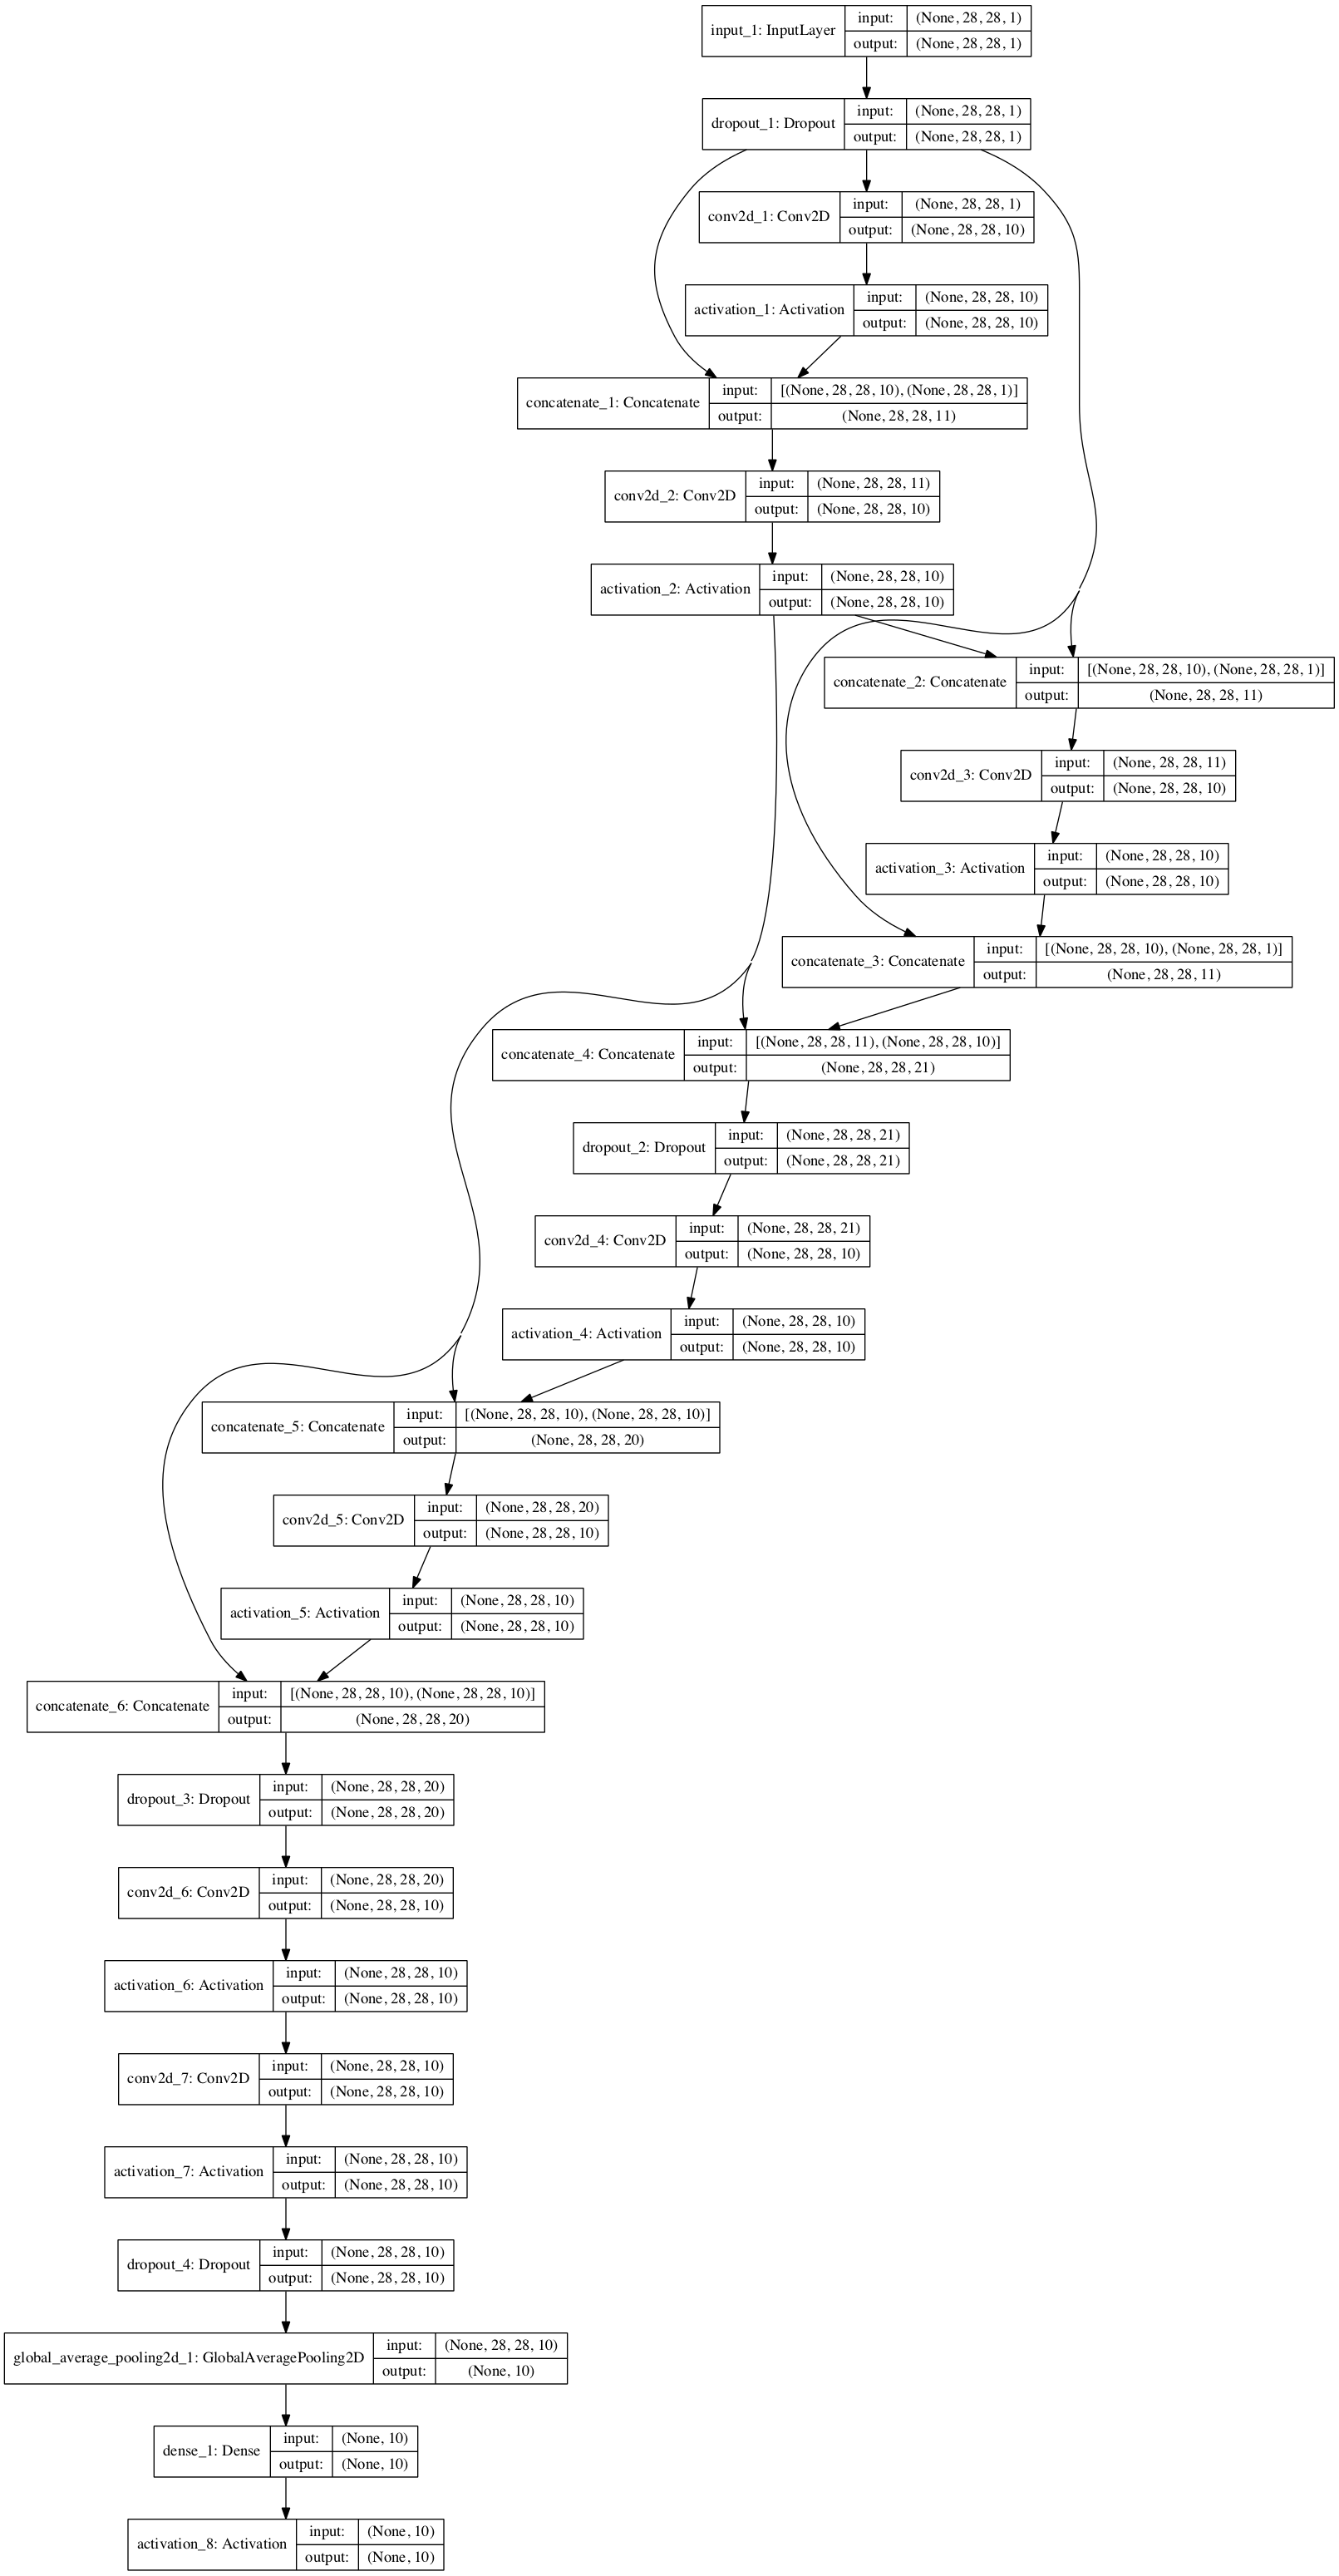 input_1: InputLayer
input: (None, 28, 28, 1)
output: (None, 28, 28, 1)
dropout_1: Dropout
input: (None, 28, 28, 1)
output: (None, 28, 28, 1)
conv2d_1: Conv2D
input: (None, 28, 28, 1)
output: (None, 28, 28, 10)
activation_1: Activation
input: (None, 28, 28, 10)
output: (None, 28, 28, 10)
concatenate_1: Concatenate
input: [(None, 28, 28, 10), (None, 28, 28, 1)]
output: (None, 28, 28, 11)
conv2d_2: Conv2D
input: (None, 28, 28, 11)
output: (None, 28, 28, 10)
activation_2: Activation
input: (None, 28, 28, 10)
output: (None, 28, 28, 10)
concatenate_2: Concatenate
input: [(None, 28, 28, 10), (None, 28, 28, 1)]
output: (None, 28, 28, 11)
conv2d_3: Conv2D
input: (None, 28, 28, 11)
output: (None, 28, 28, 10)
activation_3: Activation
input: (None, 28, 28, 10)
output: (None, 28, 28, 10)
concatenate_3: Concatenate
input: [(None, 28, 28, 10), (None, 28, 28, 1)]
output: (None, 28, 28, 11)
concatenate_4: Concatenate
input: [(None, 28, 28, 11), (None, 28, 28, 10)]
output: (None, 28, 28, 21)
dropout_2: Dropout
input: (None, 28, 28, 21)
output: (None, 28, 28, 21)
conv2d_4: Conv2D
input: (None, 28, 28, 21)
output: (None, 28, 28, 10)
activation_4: Activation
input: (None, 28, 28, 10)
output: (None, 28, 28, 10)
concatenate_5: Concatenate
input: [(None, 28, 28, 10), (None, 28, 28, 10)]
output: (None, 28, 28, 20)
conv2d_5: Conv2D
input: (None, 28, 28, 20)
output: (None, 28, 28, 10)
activation_5: Activation
input: (None, 28, 28, 10)
output: (None, 28, 28, 10)
concatenate_6: Concatenate
input: [(None, 28, 28, 10), (None, 28, 28, 10)]
output: (None, 28, 28, 20)
dropout_3: Dropout
input: (None, 28, 28, 20)
output: (None, 28, 28, 20)
conv2d_6: Conv2D
input: (None, 28, 28, 20)
output: (None, 28, 28, 10)
activation_6: Activation
input: (None, 28, 28, 10)
output: (None, 28, 28, 10)
conv2d_7: Conv2D
input: (None, 28, 28, 10)
output: (None, 28, 28, 10)
activation_7: Activation
input: (None, 28, 28, 10)
output: (None, 28, 28, 10)
dropout_4: Dropout
input: (None, 28, 28, 10)
output: (None, 28, 28, 10)
global_average_pooling2d_1: GlobalAveragePooling2D
input: (None, 28, 28, 10)
output: (None, 10)
dense_1: Dense
input: (None, 10)
output: (None, 10)
activation_8: Activation
input: (None, 10)
output: (None, 10)